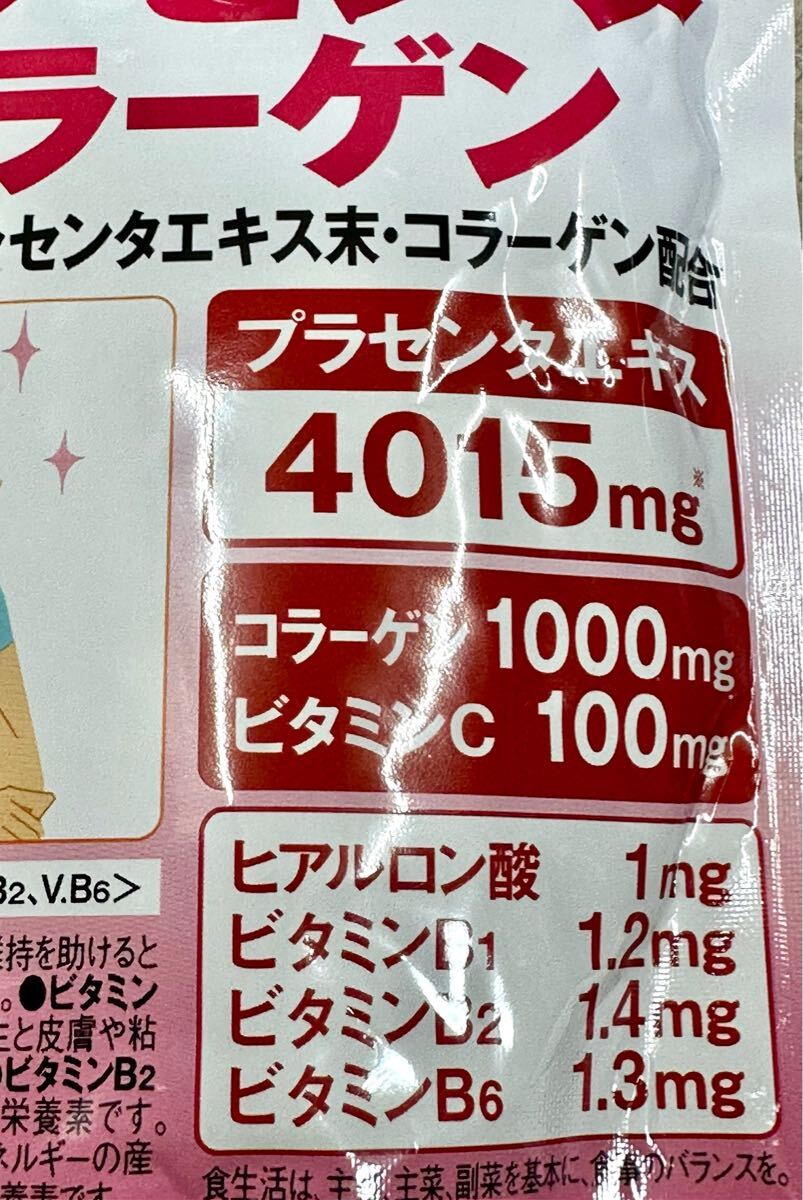 ラーゲン
センタエキス末・コラーゲン配合
プラセンタエキス
4015mg※
コラーゲン 1000mg
ビタミンC 100mg
ヒアルロン酸 1mg
ビタミンB1 1.2mg
ビタミンB2 1.4mg
ビタミンB6 1.3mg
B2、V.B6>
持を助けると
。●ビタミン
生と皮膚や粘
ビタミンB2
栄養素です。
ネルギーの産
養素です
食生活は、主 、主菜、副菜を基本に、食事のバランスを。